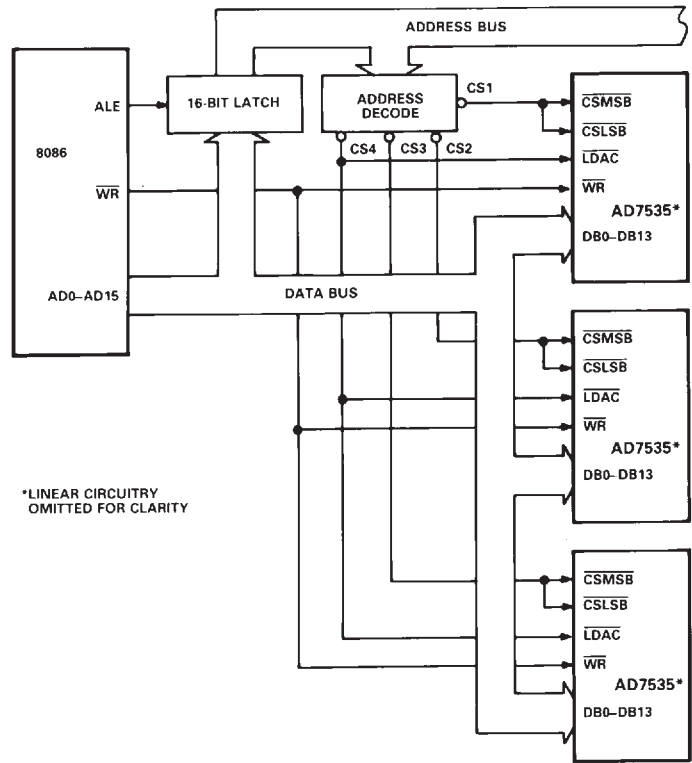 ADDRESS BUS
ALE
16-BIT LATCH
ADDRESS
DECODE
CS1
CS4
CS3
CS2
8086
WR
AD0–AD15
DATA BUS
CSMSB
CSLSB
LDAC
WR
AD7535*
DB0–DB13
CSMSB
CSLSB
LDAC
WR
AD7535*
DB0–DB13
*LINEAR CIRCUITRY
OMITTED FOR CLARITY
CSMSB
CSLSB
LDAC
WR
AD7535*
DB0–DB13